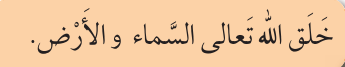 خَلَق الله تَعالى السَّماء و الأَرْض.